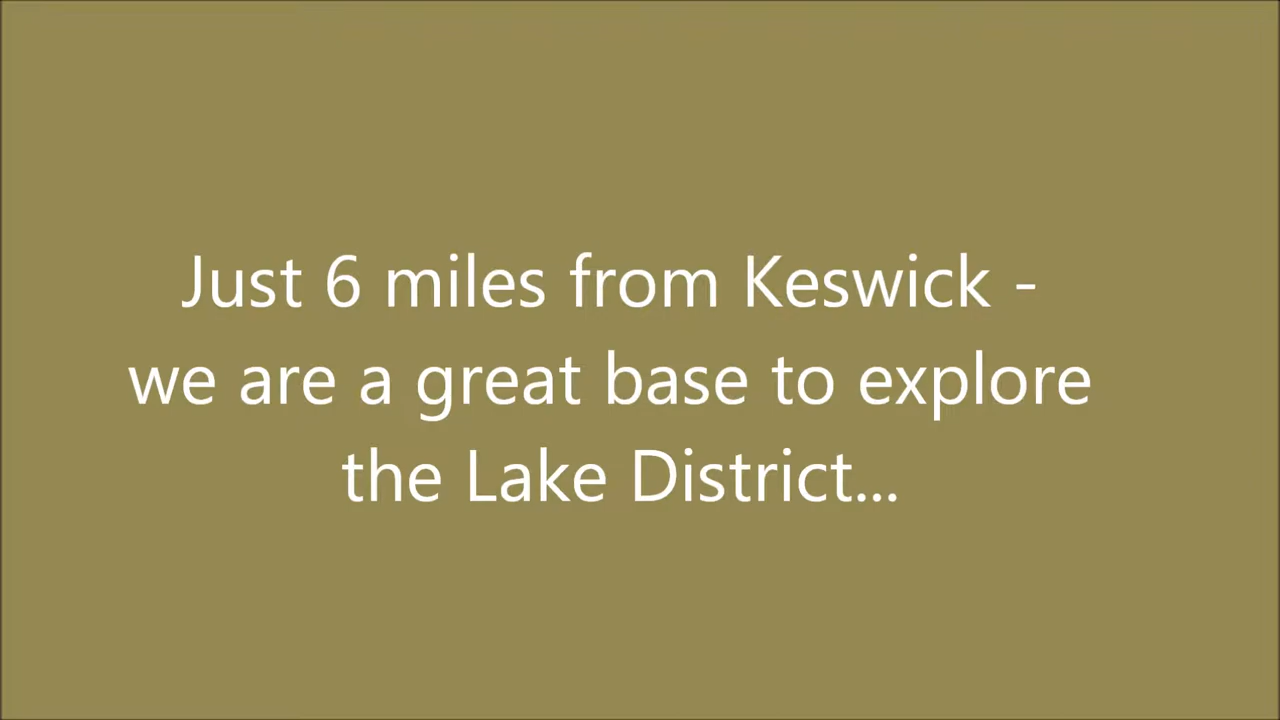 Just 6 miles from Keswick -
we are a great base to explore
the Lake District...